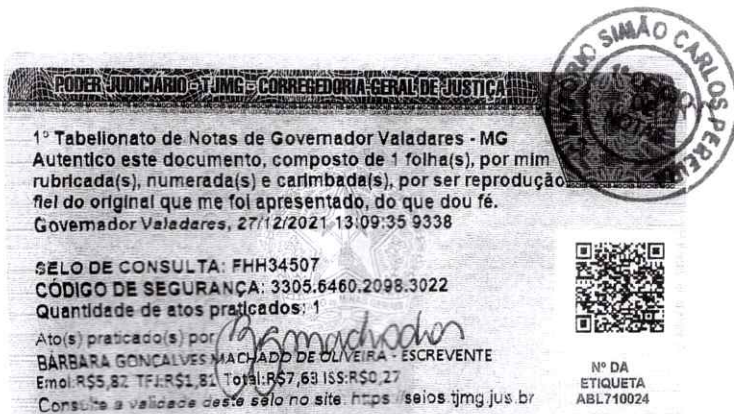 PODER JUDICIÁRIO - TJMG - CORREGEDORIA-GERAL DE JUSTIÇA
1º Tabelionato de Notas de Governador Valadares - MG
Autentico este documento, composto de 1 folha(s), por mim
rubricada(s), numerada(s) e carimbada(s), por ser reprodução
fiel do original que me foi apresentado, do que dou fé.
Governador Valadares, 27/12/2021 13:09:35 9338
SELO DE CONSULTA: FHH34507
CÓDIGO DE SEGURANÇA: 3305.6460.2098.3022
Quantidade de atos praticados: 1
Ato(s) praticado(s) por
BÁRBARA GONÇALVES MACHADO DE OLIVEIRA - ESCREVENTE
Emol:R$5,82 TFJ:R$1,81 Total:R$7,63 ISS:R$0,27
Consulte a validade deste selo no site: https://selos.tjmg.jus.br
Nº DA
ETIQUETA
ABL710024
SIMÃO CARLOS PEREIRA
1º
NOTAS